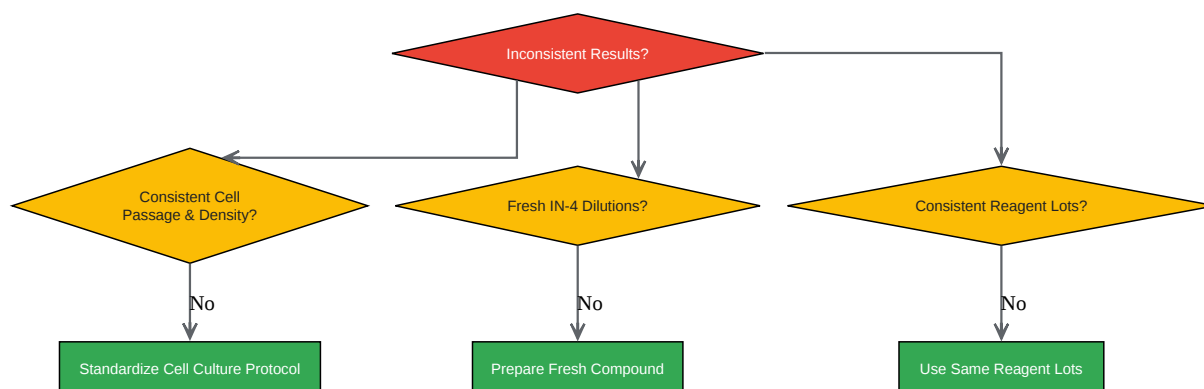 Inconsistent Results?
Consistent Cell
Passage & Density?
Fresh IN-4 Dilutions?
Consistent Reagent Lots?
No
No
No
Standardize Cell Culture Protocol
Prepare Fresh Compound
Use Same Reagent Lots